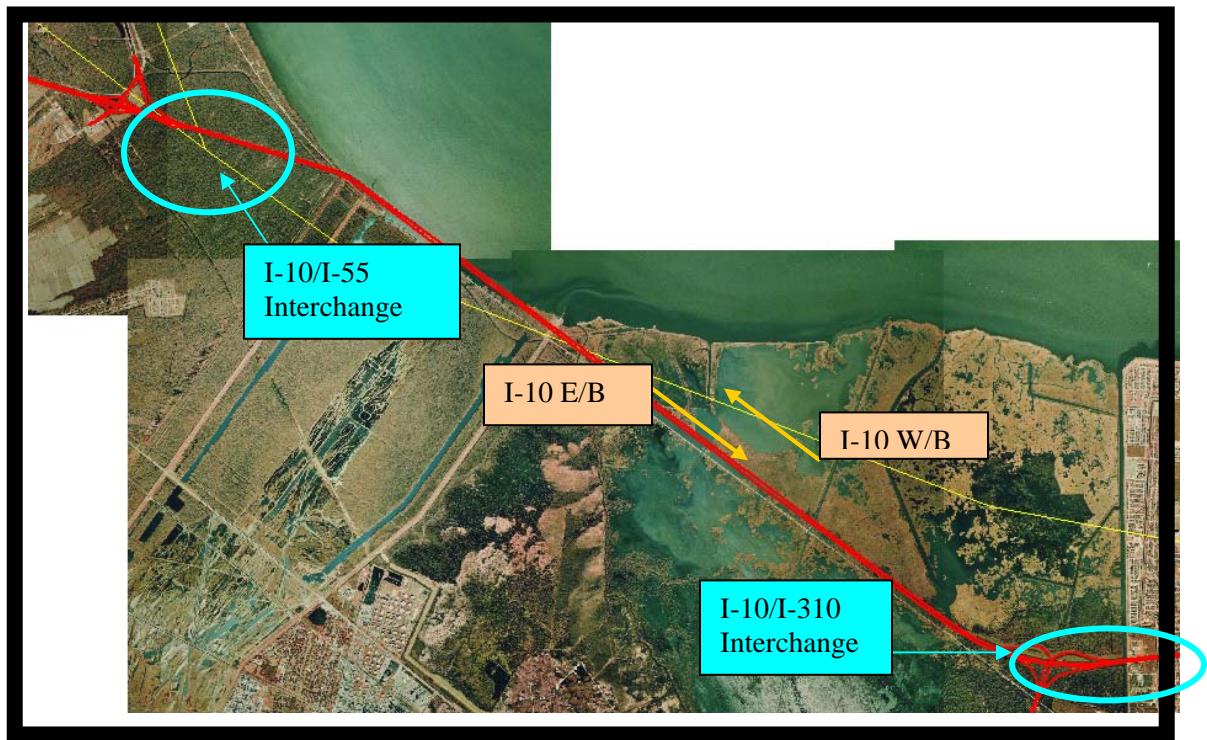 I-10/I-55
Interchange
I-10 E/B
I-10 W/B
I-10/I-310
Interchange